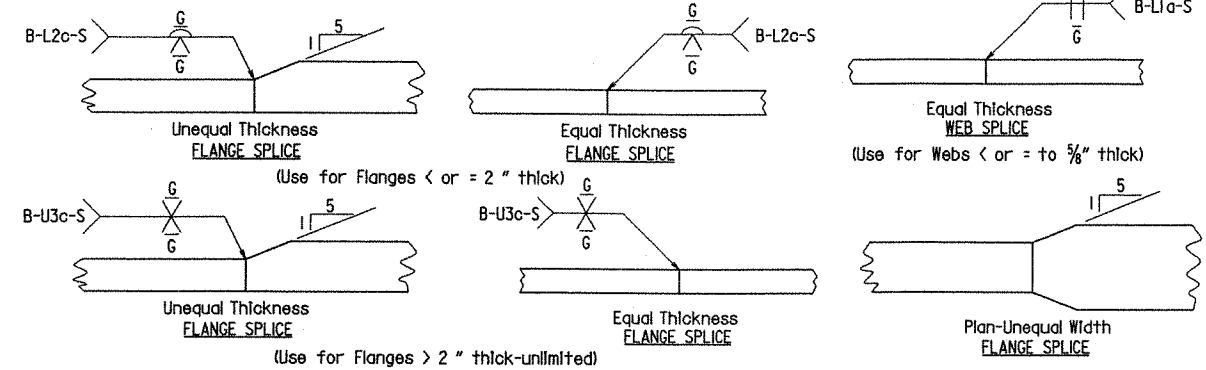 B-L2c-S
G
G
1
5
Unequal Thickness
FLANGE SPLICE
G
G
B-L2c-S
Equal Thickness
FLANGE SPLICE
(Use for Flanges < or = 2 " thick)
G
B-L1a-S
Equal Thickness
WEB SPLICE
(Use for Webs < or = to ⅝" thick)
B-U3c-S
G
G
1
5
Unequal Thickness
FLANGE SPLICE
B-U3c-S
G
G
Equal Thickness
FLANGE SPLICE
(Use for Flanges > 2 " thick-unlimited)
1
5
Plan-Unequal Width
FLANGE SPLICE